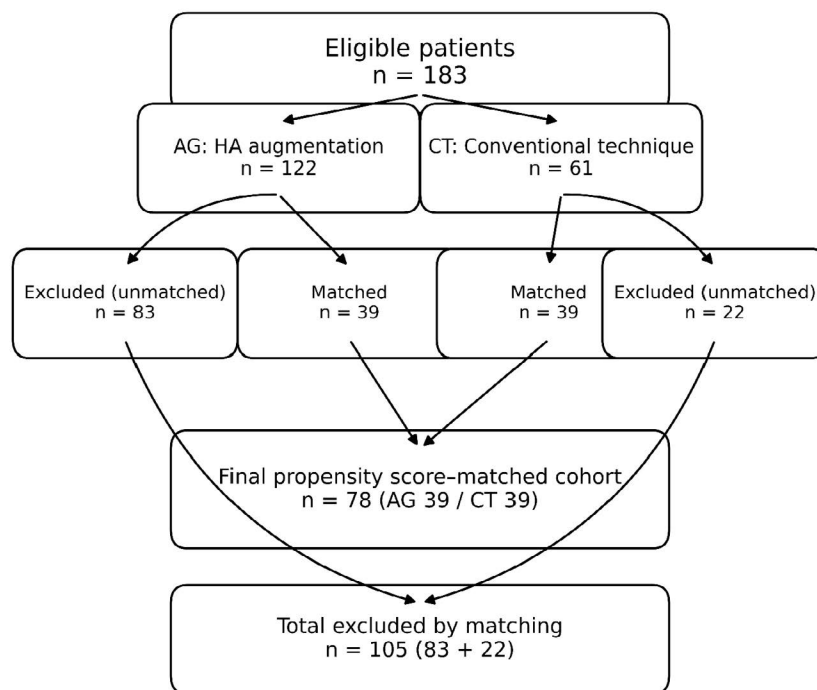 Eligible patients
n = 183
AG: HA augmentation
n = 122
CT: Conventional technique
n = 61
Excluded (unmatched)
n = 83
Matched
n = 39
Matched
n = 39
Excluded (unmatched)
n = 22
Final propensity score–matched cohort
n = 78 (AG 39 / CT 39)
Total excluded by matching
n = 105 (83 + 22)